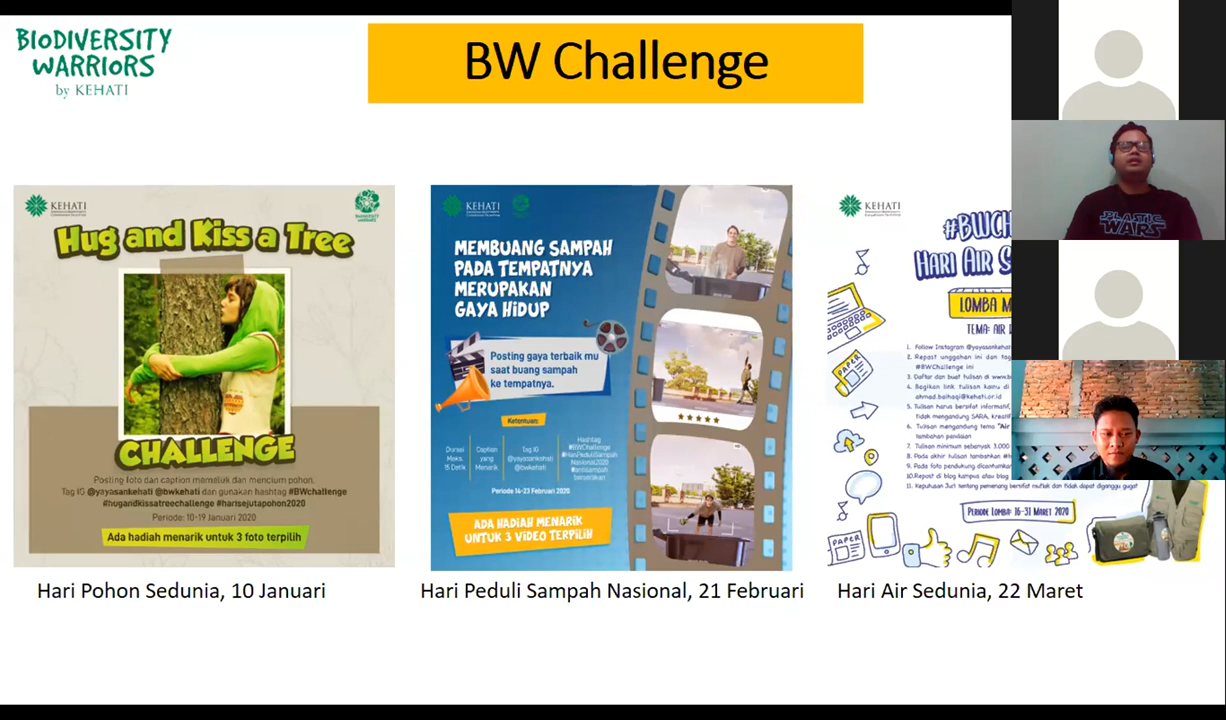 BIODIVERSITY
WARRIORS
by KEHATI
BW Challenge
KEHATI
BIODIVERSITY
WARRIORS
Hug and Kiss a Tree
CHALLENGE
Posting foto dan caption memeluk dan mencium pohon.
Tag IG @yayasankehati @bwkehati dan gunakan hashtag #BWchallenge
#hugandkissatreechallenge #harisejutapohon2020
Periode: 10-19 Januari 2020
Ada hadiah menarik untuk 3 foto terpilih
Hari Pohon Sedunia, 10 Januari
KEHATI
MEMBUANG SAMPAH
PADA TEMPATNYA
MERUPAKAN
GAYA HIDUP
Posting gaya terbaik mu
saat buang sampah
ke tempatnya.
Ketentuan:
Durasi
Maks.
15 Detik
Caption
yang
Menarik
Tag IG
@yayasankehati
@bwkehati
Hashtag
#BWChallenge
#HariPeduliSampah
Nasional2020
Periode 14-23 Februari 2020
ADA HADIAH MENARIK
UNTUK 3 VIDEO TERPILIH
Hari Peduli Sampah Nasional, 21 Februari
KEHATI
#BWCH
HARI AIR S
LOMBA M
TEMA: AIR
1. Follow Instagram @yayasankehati
2. Repost unggahan ini dan tag
#BWChallenge ini
3. Daftar dan buat tulisan di www.b
4. Bagikan link tulisan kamu di
ahmad.baihaqi@kehati.or.id
5. Tulisan harus bersifat informatif,
tidak mengandung SARA, kreatif
6. Tulisan mengandung tema "Air
tambahan penilaian
7. Tulisan minimum sebanyak 3.000
8. Pada akhir tulisan tambahkan
9. Pada foto pendukung dicantumkan
10. Repost di blog kampus atau blog
11. Keputusan Juri tentang pemenang bersifat mutlak dan tidak dapat diganggu gugat
PERIODE LOMBA: 16-31 MARET 2020
PAPER
PAPER
Hari Air Sedunia, 22 Maret
PLASTIC
WARS